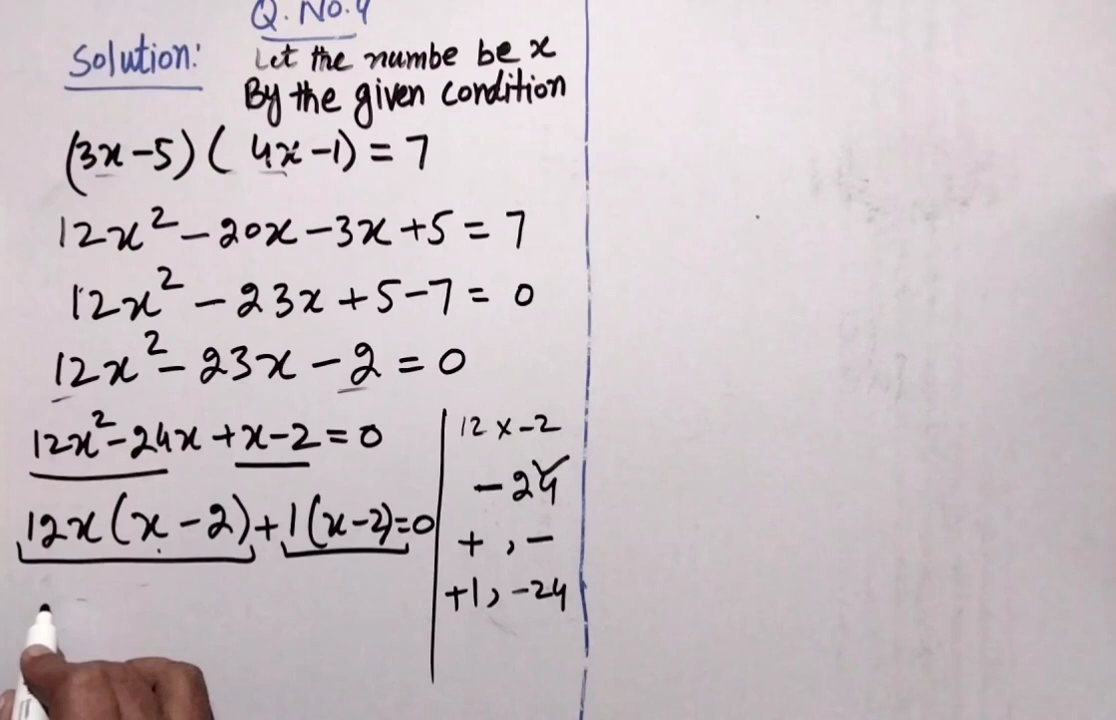 Q. No. 9
Solution: Let the numbe be x
By the given condition
(3x-5)(4x-1)=7
12x²-20x-3x+5=7
12x²-23x+5-7=0
12x²-23x-2=0
12x²-24x+x-2=0
12x(x-2)+1(x-2)=0
12x-2
-24
+,-
+1,-24